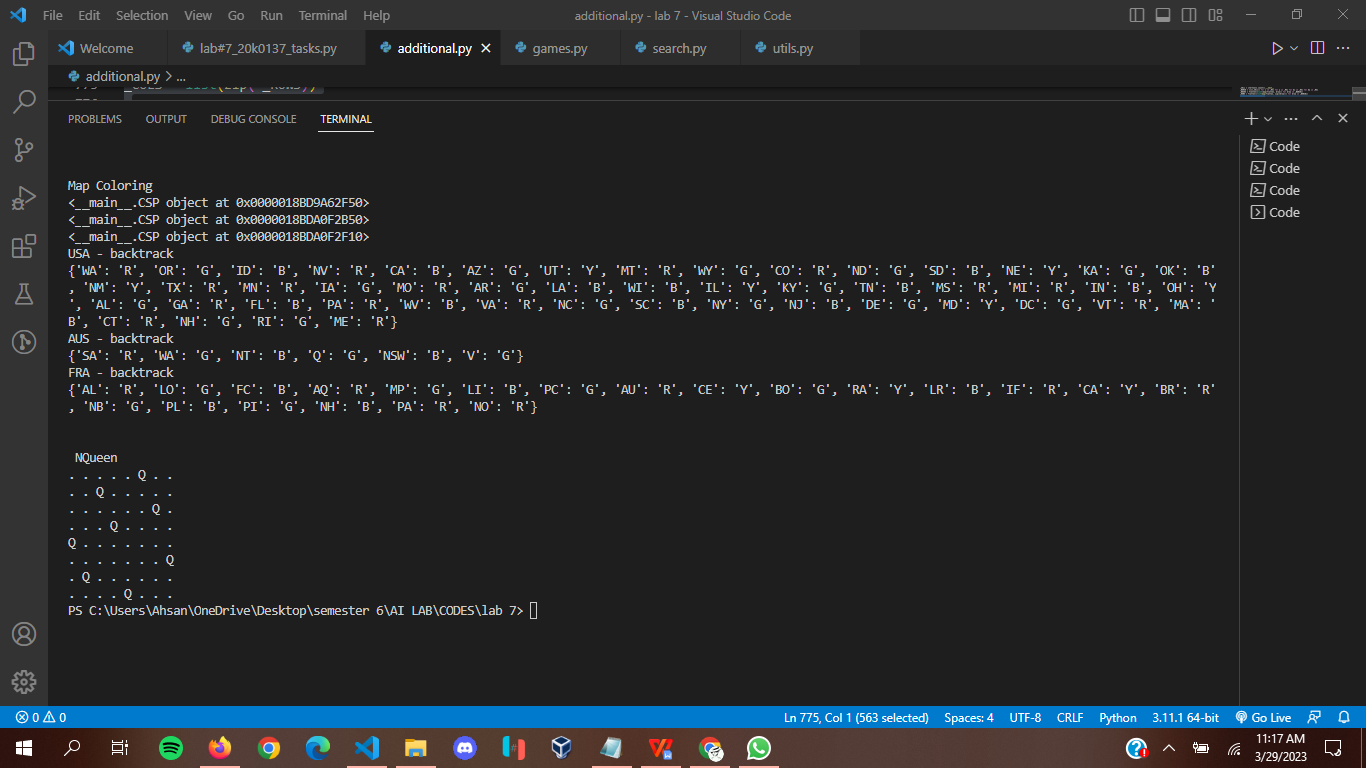 File Edit Selection View Go Run Terminal Help additional.py - lab 7 - Visual Studio Code
Welcome lab#7_20k0137_tasks.py additional.py games.py search.py utils.py
additional.py > ...
PROBLEMS OUTPUT DEBUG CONSOLE TERMINAL
Code
Code
Code
Code
Map Coloring
<__main__.CSP object at 0x0000018BD9A62F50>
<__main__.CSP object at 0x0000018BDA0F2B50>
<__main__.CSP object at 0x0000018BDA0F2F10>
USA - backtrack
{'WA': 'R', 'OR': 'G', 'ID': 'B', 'NV': 'R', 'CA': 'B', 'AZ': 'G', 'UT': 'Y', 'MT': 'R', 'WY': 'G', 'CO': 'R', 'ND': 'G', 'SD': 'B', 'NE': 'Y', 'KA': 'G', 'OK': 'B'
, 'NM': 'Y', 'TX': 'R', 'MN': 'R', 'IA': 'G', 'MO': 'R', 'AR': 'G', 'LA': 'B', 'WI': 'B', 'IL': 'Y', 'KY': 'G', 'TN': 'B', 'MS': 'R', 'MI': 'R', 'IN': 'B', 'OH': 'Y
', 'AL': 'G', 'GA': 'R', 'FL': 'B', 'PA': 'R', 'WV': 'B', 'VA': 'R', 'NC': 'G', 'SC': 'B', 'NY': 'G', 'NJ': 'B', 'DE': 'G', 'MD': 'Y', 'DC': 'G', 'VT': 'R', 'MA': '
B', 'CT': 'R', 'NH': 'G', 'RI': 'G', 'ME': 'R'}
AUS - backtrack
{'SA': 'R', 'WA': 'G', 'NT': 'B', 'Q': 'G', 'NSW': 'B', 'V': 'G'}
FRA - backtrack
{'AL': 'R', 'LO': 'G', 'FC': 'B', 'AQ': 'R', 'MP': 'G', 'LI': 'B', 'PC': 'G', 'AU': 'R', 'CE': 'Y', 'BO': 'G', 'RA': 'Y', 'LR': 'B', 'IF': 'R', 'CA': 'Y', 'BR': 'R'
, 'NB': 'G', 'PL': 'B', 'PI': 'G', 'NH': 'B', 'PA': 'R', 'NO': 'R'}
NQueen
. . . . . Q . .
. . Q . . . . .
. . . . . . Q .
. . . Q . . . .
Q . . . . . . .
. . . . . . . Q
. Q . . . . . .
. . . . Q . . .
PS C:\Users\Ahsan\OneDrive\Desktop\semester 6\AI LAB\CODES\lab 7>
0 0 Ln 775, Col 1 (563 selected) Spaces: 4 UTF-8 CRLF Python 3.11.1 64-bit Go Live
11:17 AM
3/29/2023